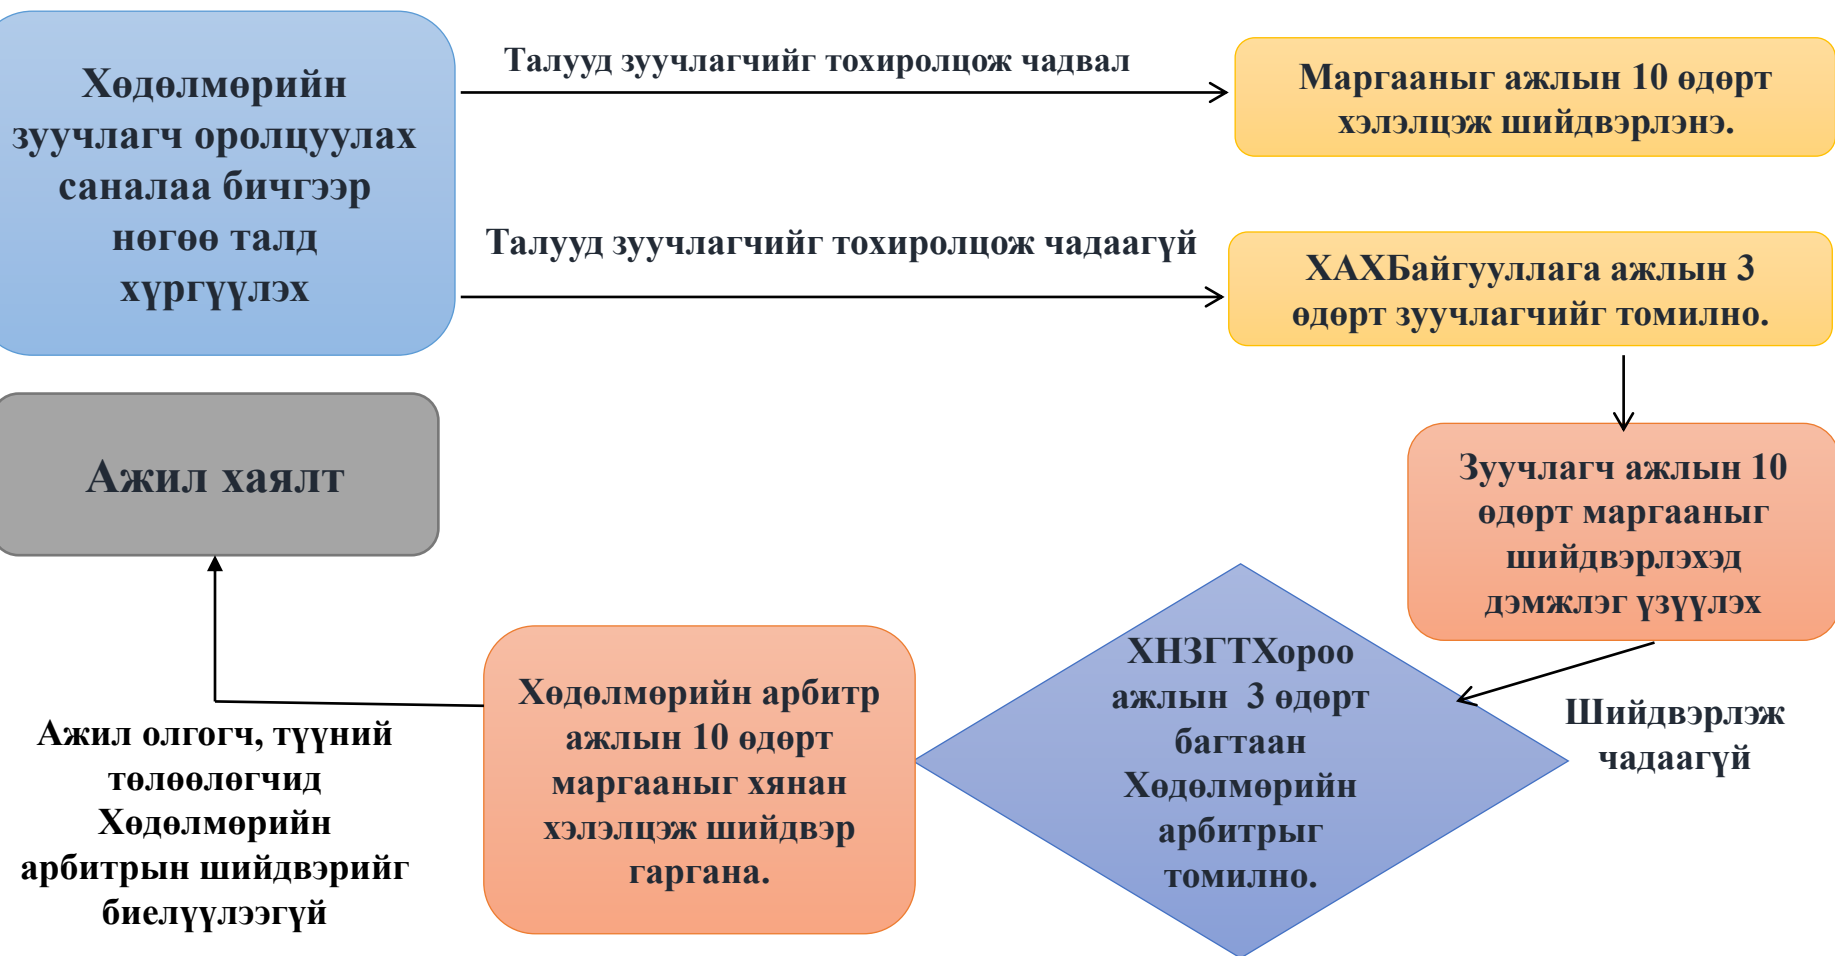 Хөдөлмөрийн
зуучлагч оролцуулах
саналаа бичгээр
нөгөө талд
хүргүүлэх
Талууд зуучлагчийг тохиролцож чадвал
Маргааныг ажлын 10 өдөрт
хэлэлцэж шийдвэрлэнэ.
Талууд зуучлагчийг тохиролцож чадаагүй
ХАХБайгууллага ажлын 3
өдөрт зуучлагчийг томилно.
Зуучлагч ажлын 10
өдөрт маргааныг
шийдвэрлэхэд
дэмжлэг үзүүлэх
Шийдвэрлэж
чадаагүй
ХНЗГТХороо
ажлын 3 өдөрт
багтаан
Хөдөлмөрийн
арбитрыг
томилно.
Хөдөлмөрийн арбитр
ажлын 10 өдөрт
маргааныг хянан
хэлэлцэж шийдвэр
гаргана.
Ажил олгогч, түүний
төлөөлөгчид
Хөдөлмөрийн
арбитрын шийдвэрийг
биелүүлээгүй
Ажил хаялт